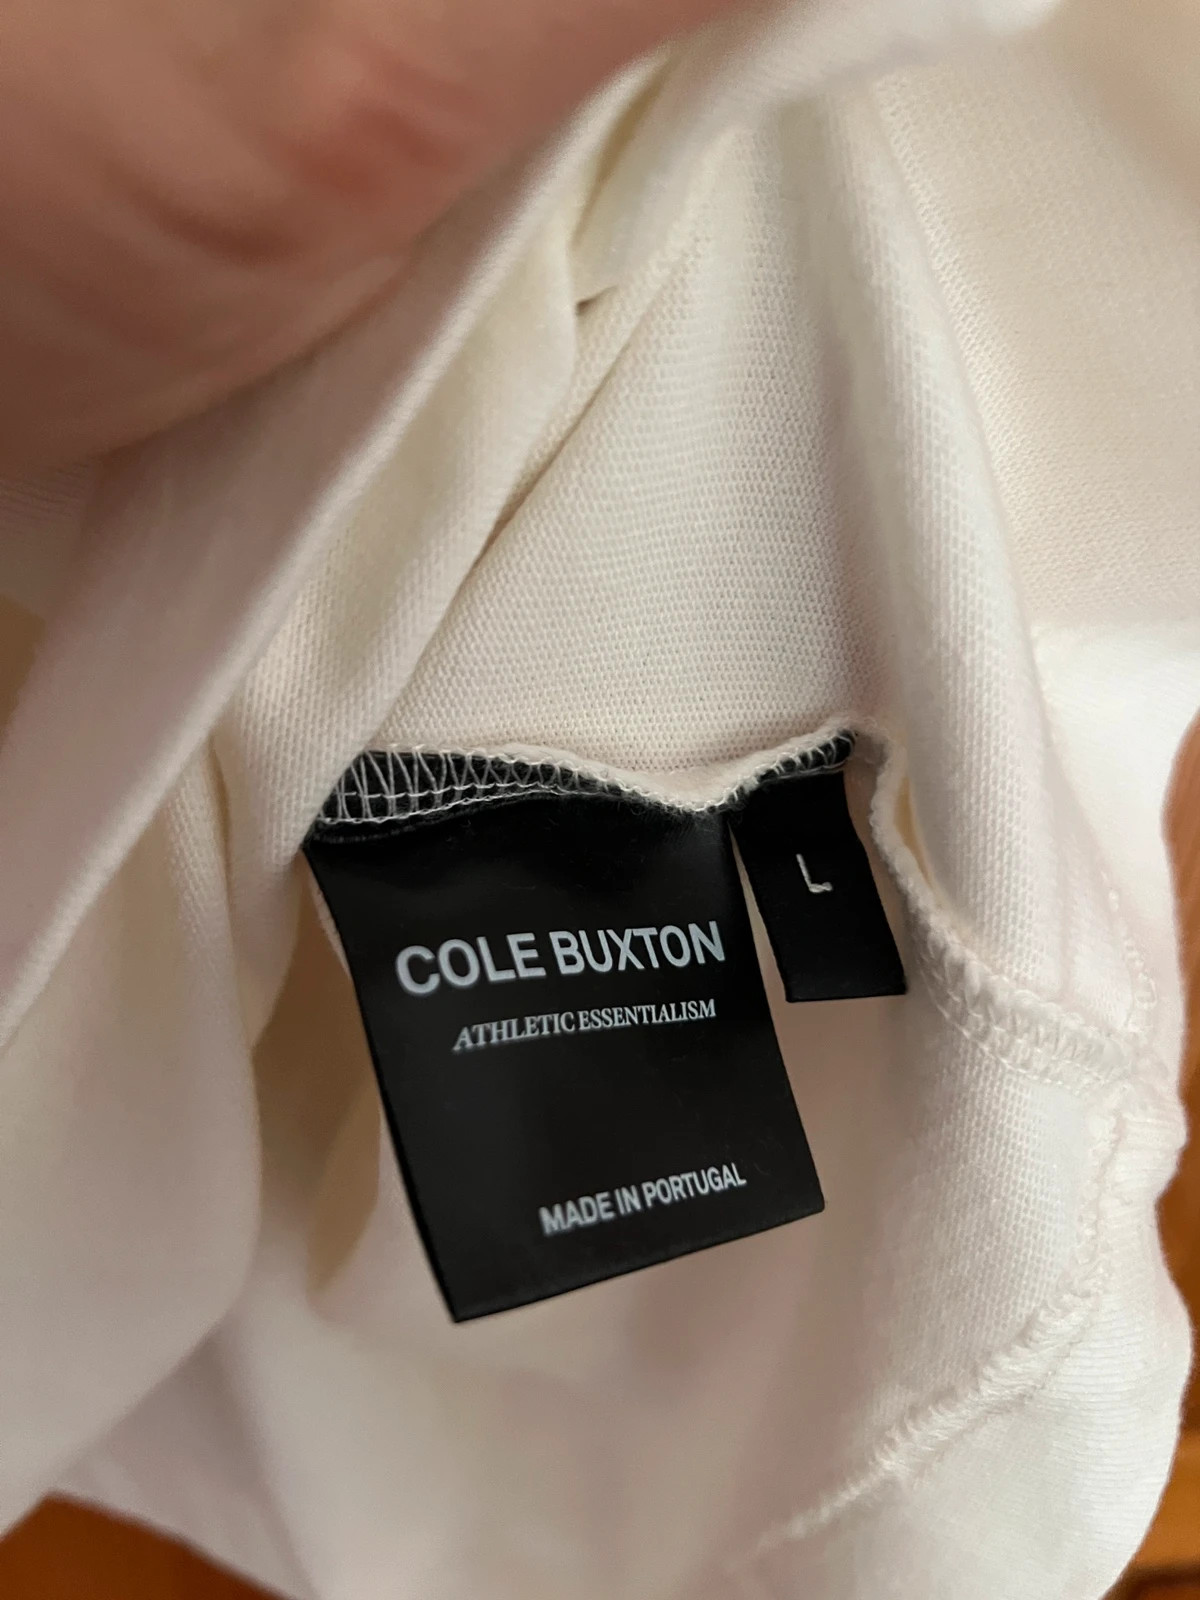 COLE BUXTON
ATHLETIC ESSENTIALISM
MADE IN PORTUGAL
L